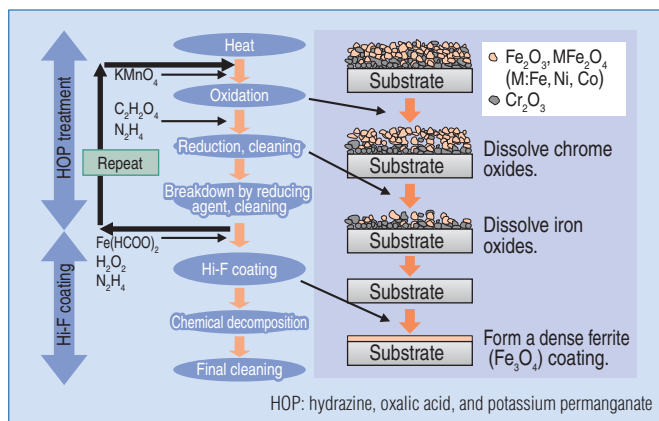 HOP treatment
Hi-F coating
Repeat
Heat
KMnO₄
Oxidation
C₂H₂O₄
N₂H₄
Reduction, cleaning
Breakdown by reducing
agent, cleaning
Fe(HCOO)₂
H₂O₂
N₂H₄
Hi-F coating
Chemical decomposition
Final cleaning
Substrate
Substrate
Substrate
Substrate
Substrate
Fe₂O₃, MFe₂O₄
(M:Fe, Ni, Co)
Cr₂O₃
Dissolve chrome
oxides.
Dissolve iron
oxides.
Form a dense ferrite
(Fe₃O₄) coating.
HOP: hydrazine, oxalic acid, and potassium permanganate